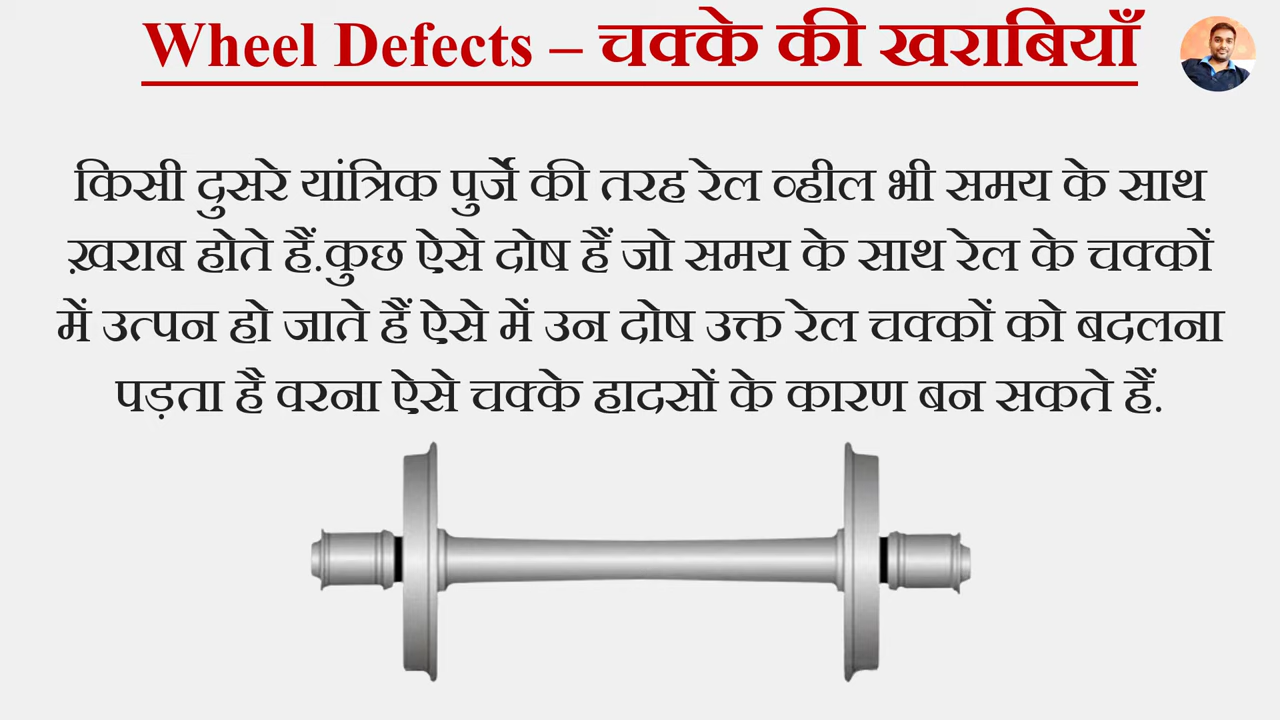 Wheel Defects – चक्के की खराबियाँ
किसी दुसरे यांत्रिक पुर्जे की तरह रेल व्हील भी समय के साथ
ख़राब होते हैं.कुछ ऐसे दोष हैं जो समय के साथ रेल के चक्कों
में उत्पन हो जाते हैं ऐसे में उन दोष उक्त रेल चक्कों को बदलना
पड़ता है वरना ऐसे चक्के हादसों के कारण बन सकते हैं.